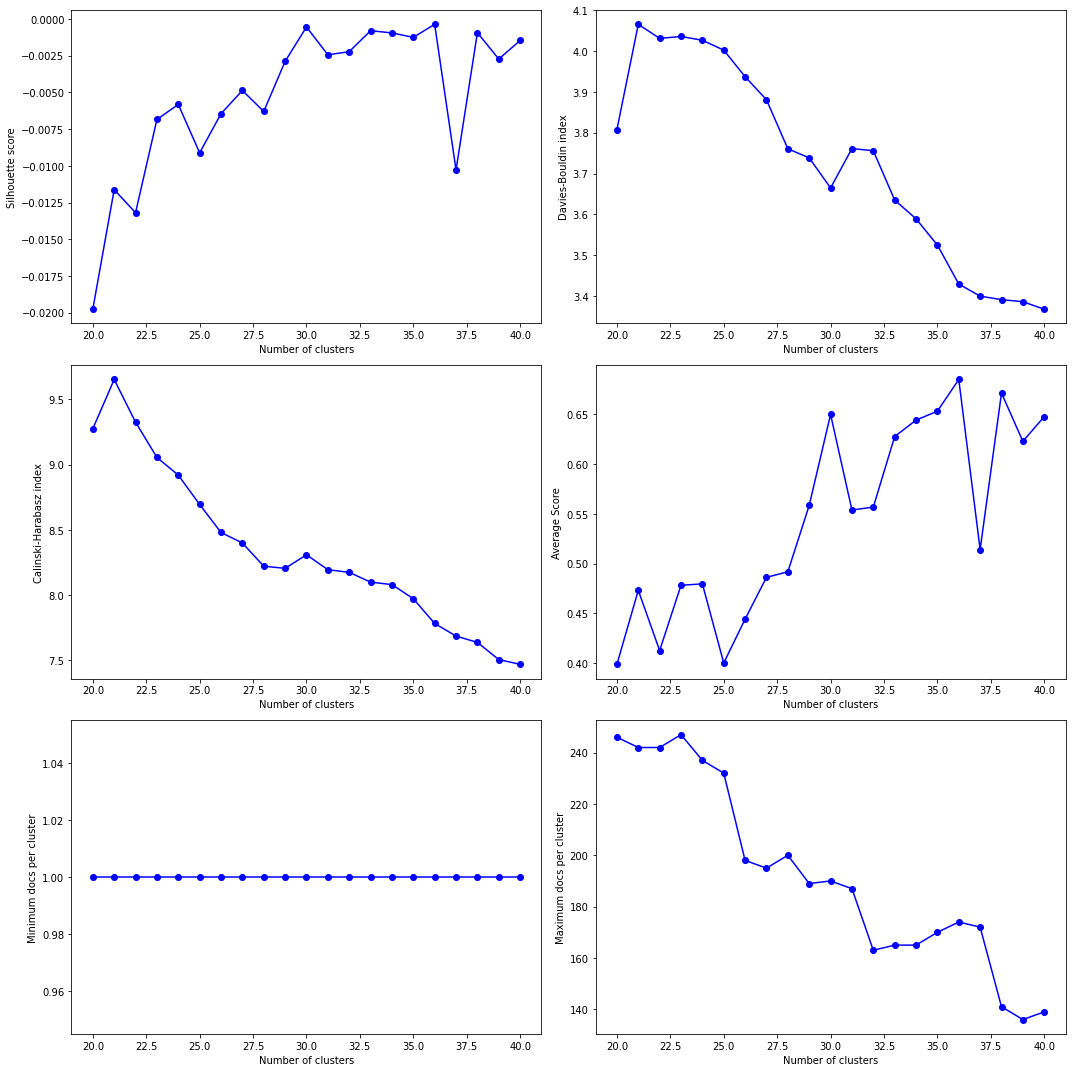 0.0000
−0.0025
−0.0050
−0.0075
−0.0100
−0.0125
−0.0150
−0.0175
−0.0200
Silhouette score
20.0 22.5 25.0 27.5 30.0 32.5 35.0 37.5 40.0
Number of clusters
4.1
4.0
3.9
3.8
3.7
3.6
3.5
3.4
Davies-Bouldin index
20.0 22.5 25.0 27.5 30.0 32.5 35.0 37.5 40.0
Number of clusters
9.5
9.0
8.5
8.0
7.5
Calinski-Harabasz index
20.0 22.5 25.0 27.5 30.0 32.5 35.0 37.5 40.0
Number of clusters
0.65
0.60
0.55
0.50
0.45
0.40
Average Score
20.0 22.5 25.0 27.5 30.0 32.5 35.0 37.5 40.0
Number of clusters
1.04
1.02
1.00
0.98
0.96
Minimum docs per cluster
20.0 22.5 25.0 27.5 30.0 32.5 35.0 37.5 40.0
Number of clusters
240
220
200
180
160
140
Maximum docs per cluster
20.0 22.5 25.0 27.5 30.0 32.5 35.0 37.5 40.0
Number of clusters